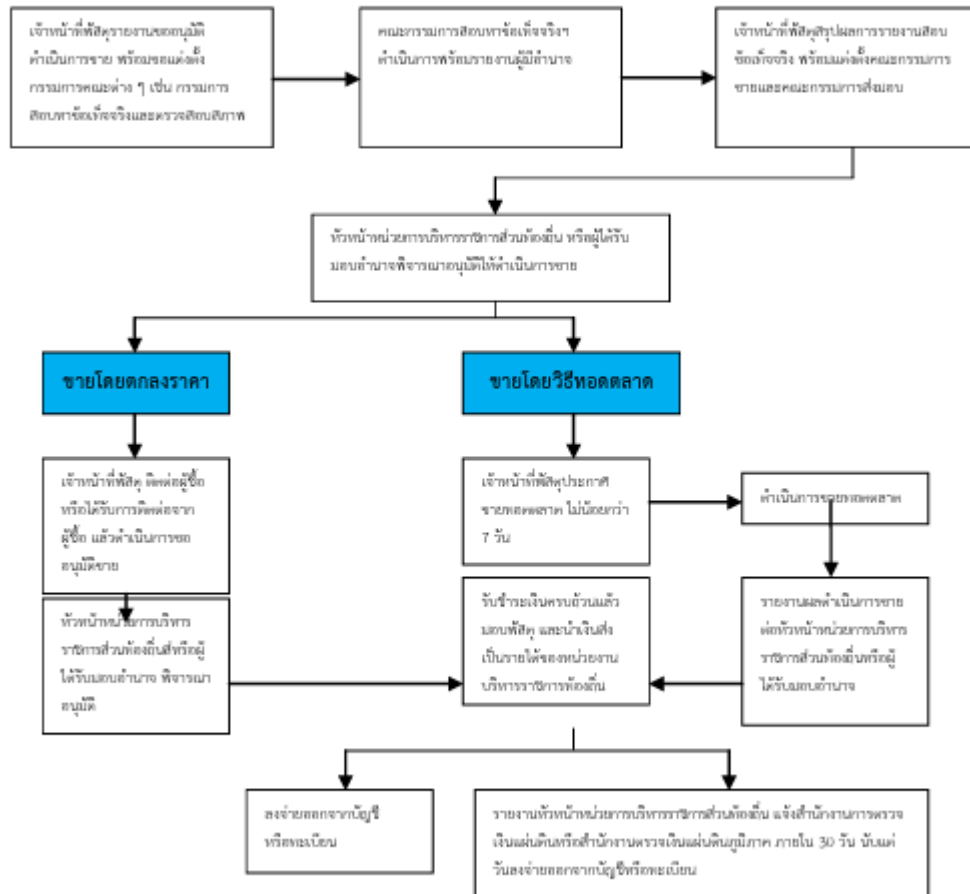 เจ้าหน้าที่พัสดุรายงานขออนุมัติ
ดำเนินการขาย พร้อมขอแต่งตั้ง
กรรมการคณะต่าง ๆ เช่น กรรมการ
สอบหาข้อเท็จจริงและตรวจสอบสภาพ
คณะกรรมการสอบหาข้อเท็จจริงฯ
ดำเนินการพร้อมรายงานผู้มีอำนาจ
เจ้าหน้าที่พัสดุสรุปผลการรายงานสอบ
ข้อเท็จจริง พร้อมแต่งตั้งคณะกรรมการ
ขายและคณะกรรมการส่งมอบ
หัวหน้าหน่วยการบริหารราชการส่วนท้องถิ่น หรือผู้ได้รับ
มอบอำนาจพิจารณาอนุมัติให้ดำเนินการขาย
ขายโดยตกลงราคา
ขายโดยวิธีทอดตลาด
เจ้าหน้าที่พัสดุ ติดต่อผู้ซื้อ
หรือได้รับการติดต่อจาก
ผู้ซื้อ แล้วดำเนินการขอ
อนุมัติขาย
เจ้าหน้าที่พัสดุประกาศ
ขายทอดตลาด ไม่น้อยกว่า
7 วัน
ดำเนินการขายทอดตลาด
หัวหน้าหน่วยการบริหาร
ราชการส่วนท้องถิ่นสี่หรือผู้
ได้รับมอบอำนาจ พิจารณา
อนุมัติ
รับชำระเงินครบถ้วนแล้ว
มอบพัสดุ และนำเงินส่ง
เป็นรายได้ของหน่วยงาน
บริหารราชการท้องถิ่น
รายงานผลดำเนินการขาย
ต่อหัวหน้าหน่วยการบริหาร
ราชการส่วนท้องถิ่นหรือผู้
ได้รับมอบอำนาจ
ลงจ่ายออกจากบัญชี
หรือทะเบียน
รายงานหัวหน้าหน่วยการบริหารราชการส่วนท้องถิ่น แจ้งสำนักงานการตรวจ
เงินแผ่นดินหรือสำนักงานตรวจเงินแผ่นดินภูมิภาค ภายใน 30 วัน นับแต่
วันลงจ่ายออกจากบัญชีหรือทะเบียน